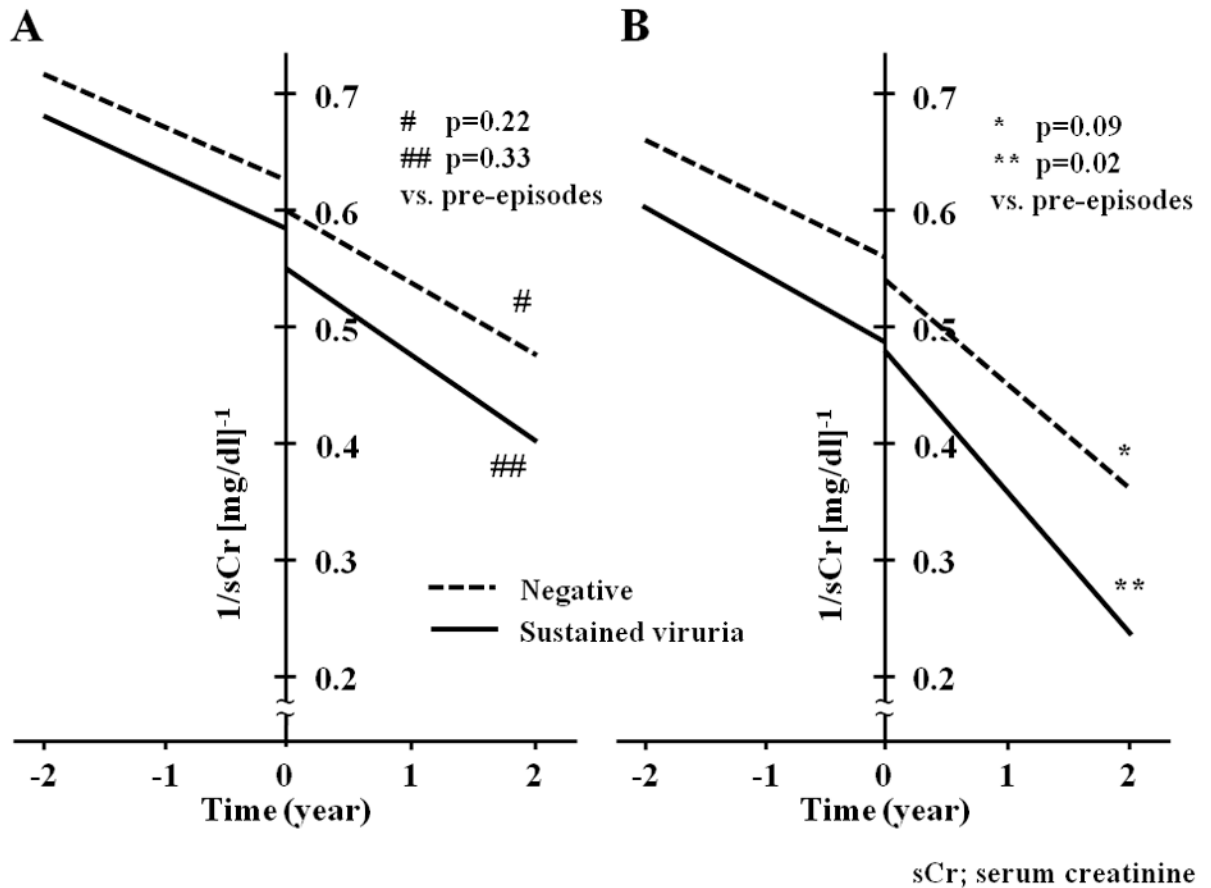 A
0.7
0.6
0.5
0.4
0.3
0.2
# p=0.22
## p=0.33
vs. pre-episodes
#
##
1/sCr [mg/dl]-1
Negative
Sustained viruria
-2 -1 0 1 2
Time (year)
B
0.7
0.6
0.5
0.4
0.3
0.2
* p=0.09
** p=0.02
vs. pre-episodes
*
**
1/sCr [mg/dl]-1
-2 -1 0 1 2
Time (year)
sCr; serum creatinine